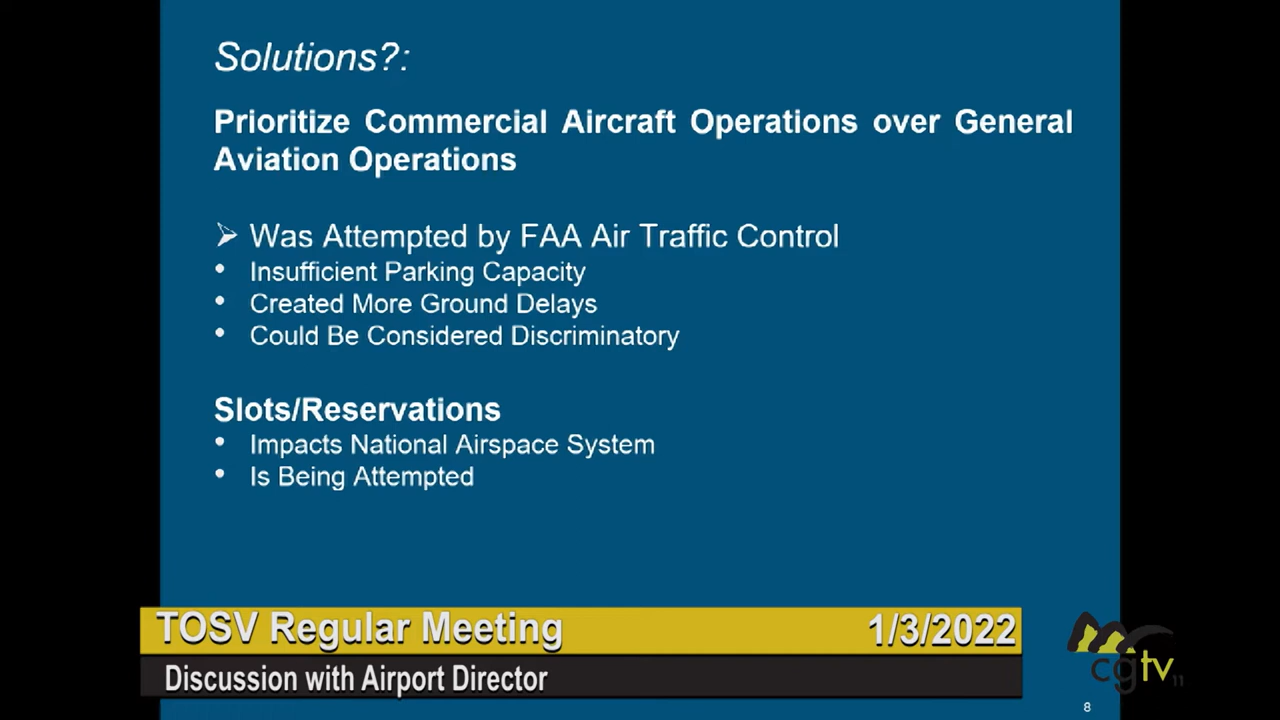 Solutions?:
Prioritize Commercial Aircraft Operations over General
Aviation Operations
➢ Was Attempted by FAA Air Traffic Control
• Insufficient Parking Capacity
• Created More Ground Delays
• Could Be Considered Discriminatory
Slots/Reservations
• Impacts National Airspace System
• Is Being Attempted
TOSV Regular Meeting 1/3/2022
Discussion with Airport Director
cgtv 11
8